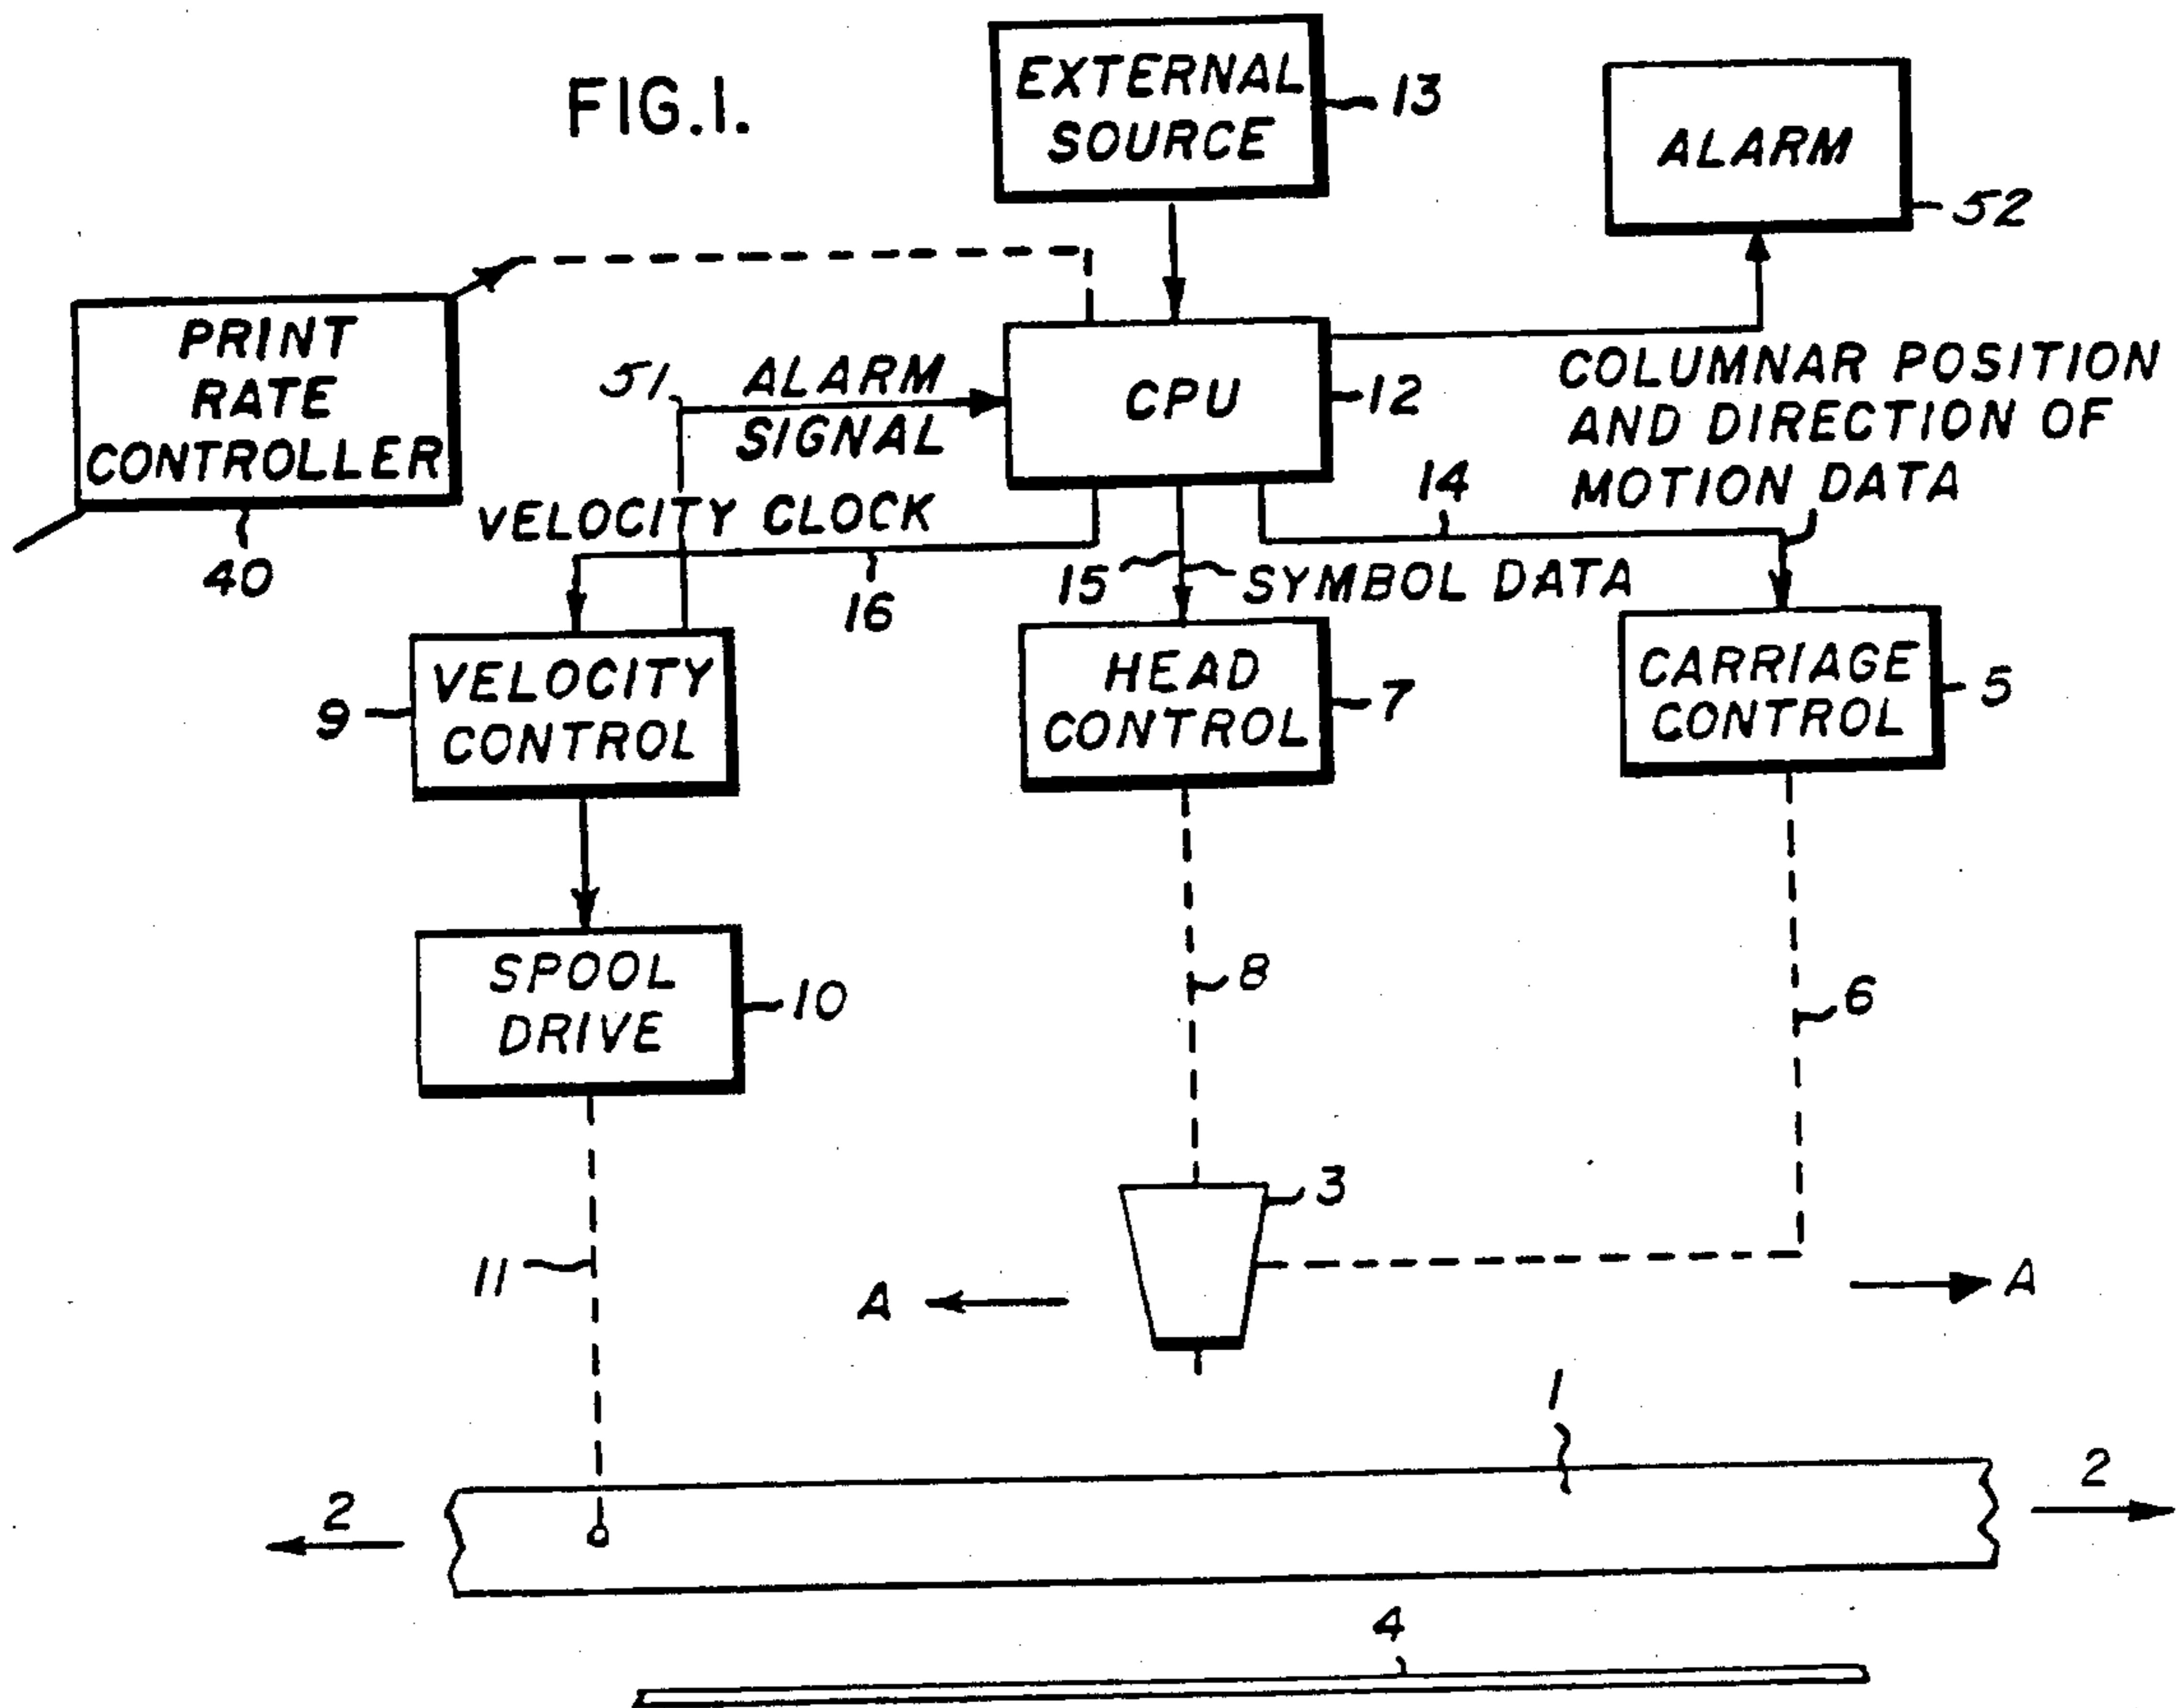 FIG.1.
EXTERNAL
SOURCE
13
ALARM
52
PRINT
RATE
CONTROLLER
40
51
ALARM
SIGNAL
CPU
12
COLUMNAR POSITION
AND DIRECTION OF
MOTION DATA
14
VELOCITY CLOCK
16
15
SYMBOL DATA
VELOCITY
CONTROL
9
HEAD
CONTROL
7
CARRIAGE
CONTROL
5
SPOOL
DRIVE
10
8
6
11
3
A
A
1
2
2
4